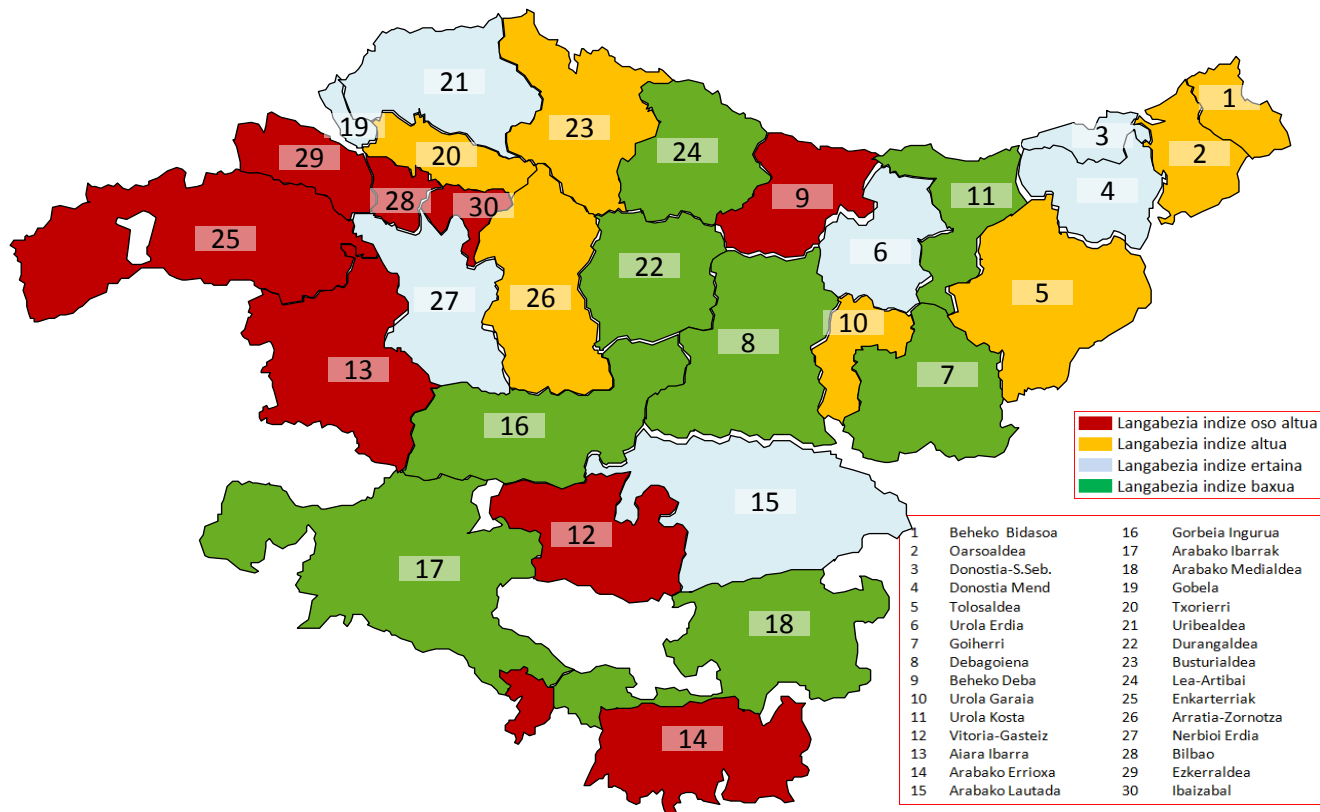 21
1
19
3
23
20
24
2
29
4
28
30
9
11
25
6
22
27
26
5
10
8
13
7
16
Langabezia indize oso altua
Langabezia indize altua
Langabezia indize ertaina
Langabezia indize baxua
15
12
17
18
14
1 Beheko Bidasoa 16 Gorbeia Ingurua
2 Oarsoaldea 17 Arabako Ibarrak
3 Donostia-S.Seb. 18 Arabako Medialdea
4 Donostia Mend 19 Gobela
5 Tolosaldea 20 Txorierri
6 Urola Erdia 21 Uribealdea
7 Goiherri 22 Durangaldea
8 Debagoiena 23 Busturialdea
9 Beheko Deba 24 Lea-Artibai
10 Urola Garaia 25 Enkarterriak
11 Urola Kosta 26 Arratia-Zornotza
12 Vitoria-Gasteiz 27 Nerbioi Erdia
13 Aiara Ibarra 28 Bilbao
14 Arabako Errioxa 29 Ezkerraldea
15 Arabako Lautada 30 Ibaizabal